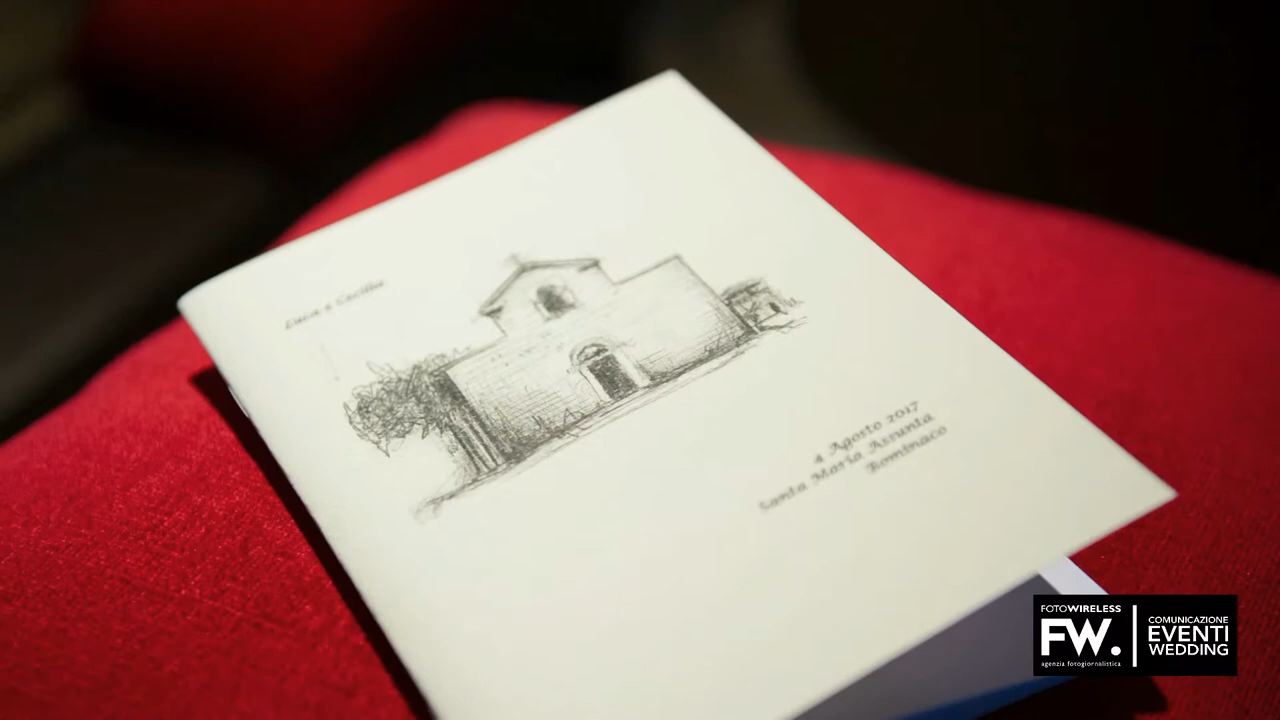 Luca e Cecilia
4 Agosto 2017
Santa Maria Assunta
Bominaco
FOTOWIRELESS
FW.
agenzia fotogiornalistica
COMUNICAZIONE
EVENTI
WEDDING